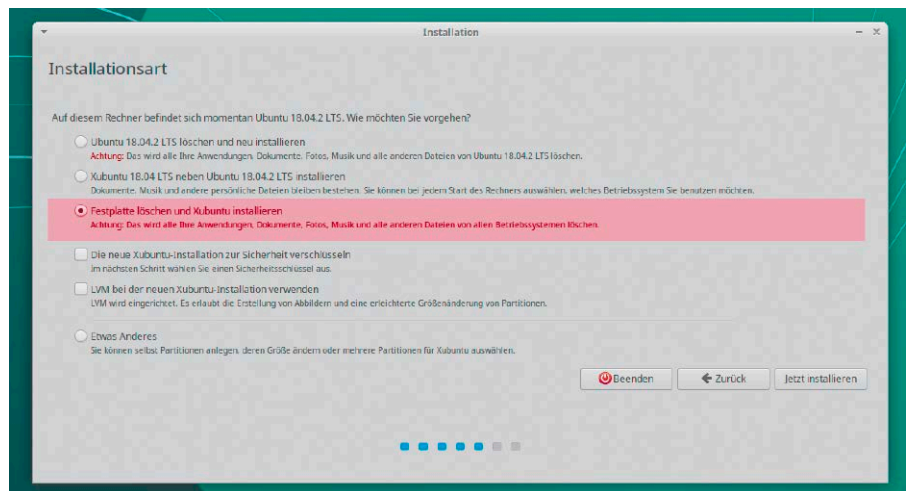 Installation
Installationsart
Auf diesem Rechner befindet sich momentan Ubuntu 18.04.2 LTS. Wie möchten Sie vorgehen?
Ubuntu 18.04.2 LTS löschen und neu installieren
Achtung: Das wird alle Ihre Anwendungen, Dokumente, Fotos, Musik und alle anderen Dateien von Ubuntu 18.04.2 LTS löschen.
Xubuntu 18.04 LTS neben Ubuntu 18.04.2 LTS installieren
Dokumente, Musik und andere persönliche Dateien bleiben bestehen. Sie können bei jedem Start des Rechners auswählen, welches Betriebssystem Sie benutzen möchten.
Festplatte löschen und Xubuntu installieren
Achtung: Das wird alle Ihre Anwendungen, Dokumente, Fotos, Musik und alle anderen Dateien von allen Betriebssystemen löschen.
Die neue Xubuntu-Installation zur Sicherheit verschlüsseln
Im nächsten Schritt wählen Sie einen Sicherheitsschlüssel aus.
LVM bei der neuen Xubuntu-Installation verwenden
LVM wird eingerichtet. Es erlaubt die Erstellung von Abbildern und eine erleichterte Größenänderung von Partitionen.
Etwas Anderes
Sie können selbst Partitionen anlegen, deren Größe ändern oder mehrere Partitionen für Xubuntu auswählen.
Beenden
Zurück
Jetzt installieren